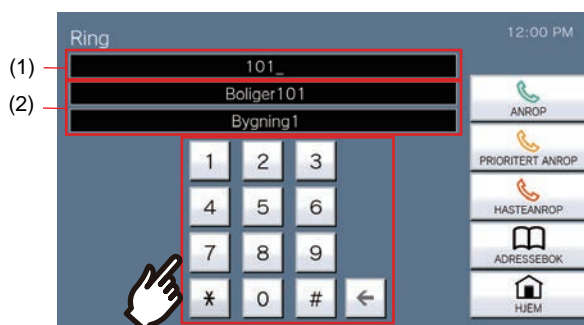 Ring
12:00 PM
(1)
101_
(2)
Boliger101
Bygning1
1 2 3
4 5 6
7 8 9
* 0 # ←
ANROP
PRIORITERT ANROP
HASTEANROP
ADRESSEBOK
HJEM